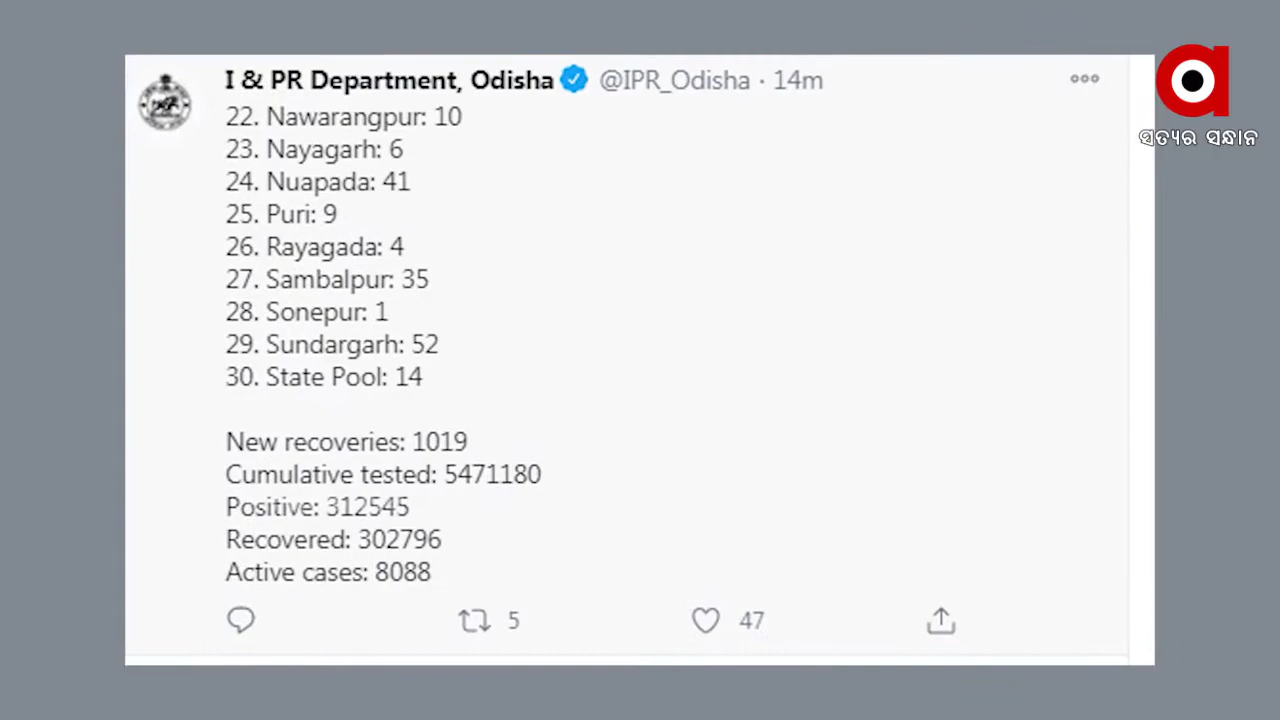 I & PR Department, Odisha @IPR_Odisha · 14m
22. Nawarangpur: 10
23. Nayagarh: 6
24. Nuapada: 41
25. Puri: 9
26. Rayagada: 4
27. Sambalpur: 35
28. Sonepur: 1
29. Sundargarh: 52
30. State Pool: 14
New recoveries: 1019
Cumulative tested: 5471180
Positive: 312545
Recovered: 302796
Active cases: 8088
5 47
a
ସତ୍ୟର ସନ୍ଧାନ